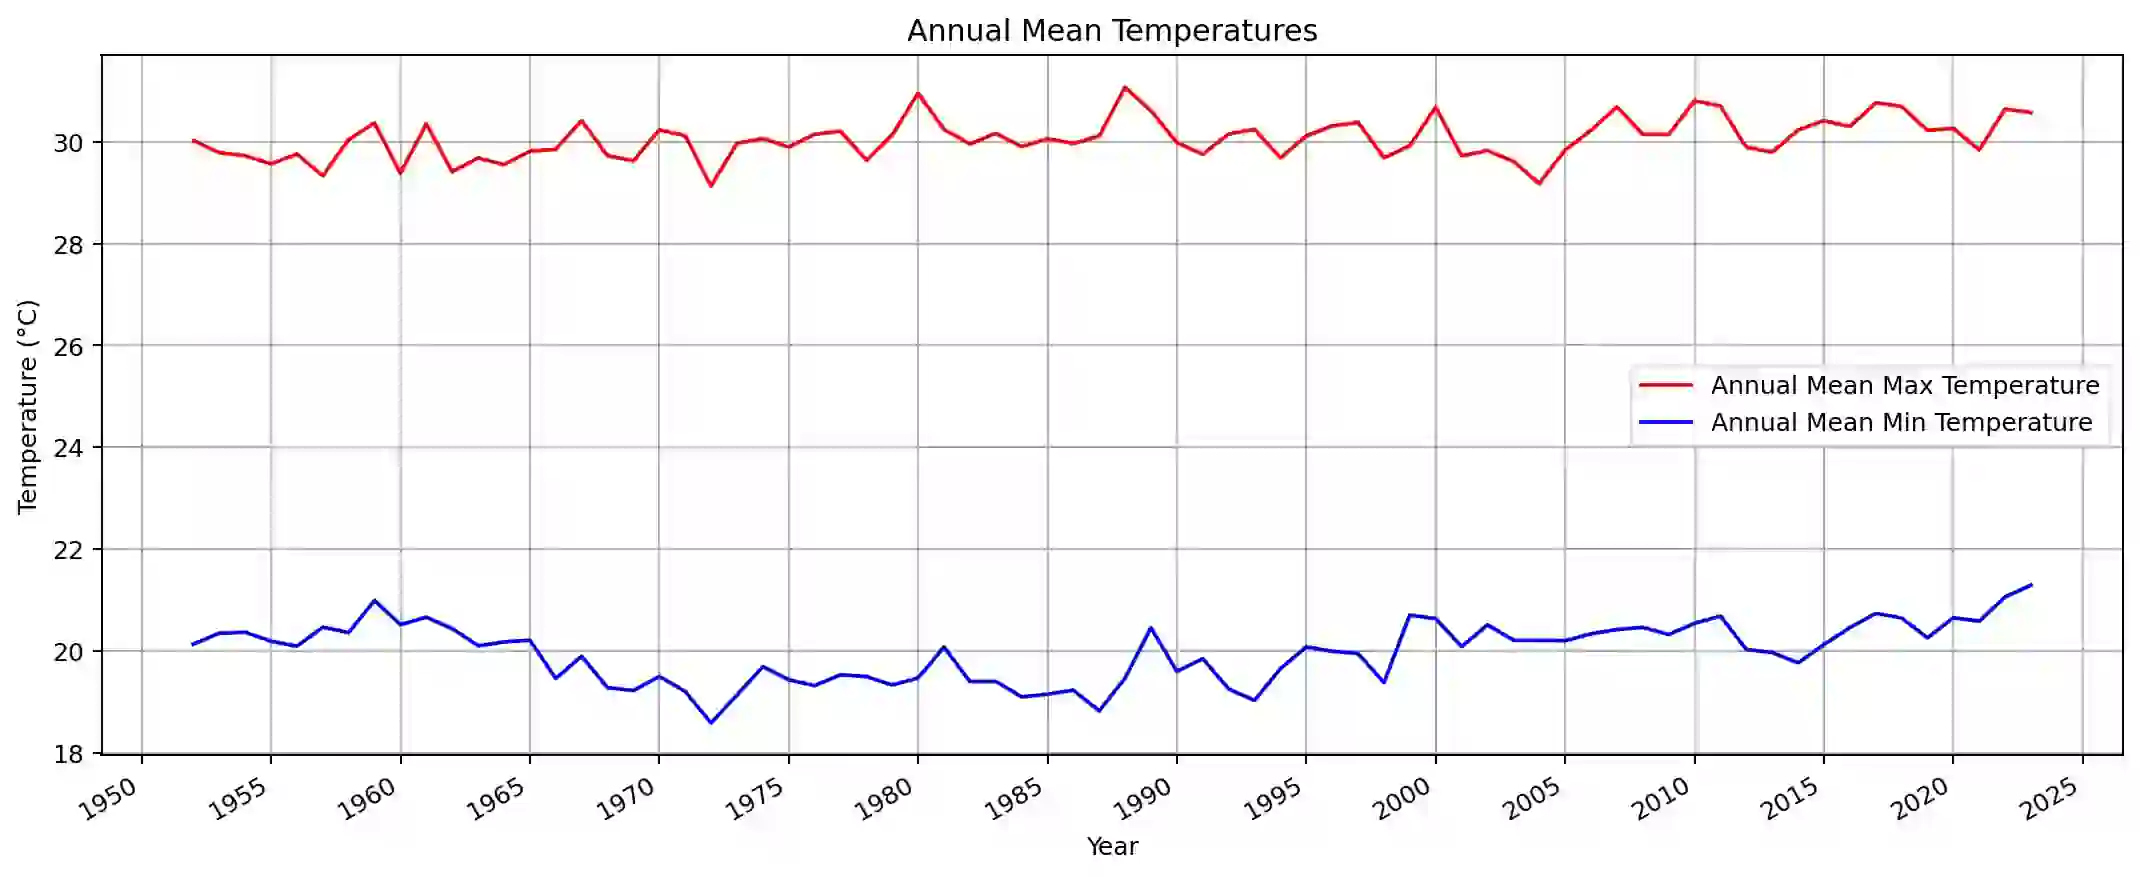 Annual Mean Temperatures
Temperature (°C)
30
28
26
24
22
20
18
Annual Mean Max Temperature
Annual Mean Min Temperature
1950 1955 1960 1965 1970 1975 1980 1985 1990 1995 2000 2005 2010 2015 2020 2025
Year